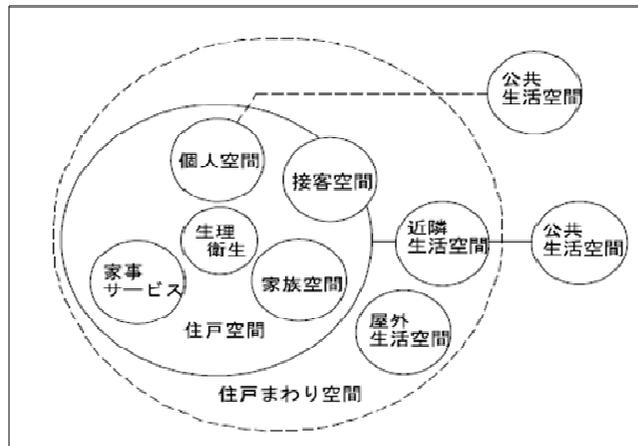 公共
生活空間
個人空間
接客空間
生理
衛生
近隣
生活空間
公共
生活空間
家事
サービス
家族空間
住戸空間
屋外
生活空間
住戸まわり空間